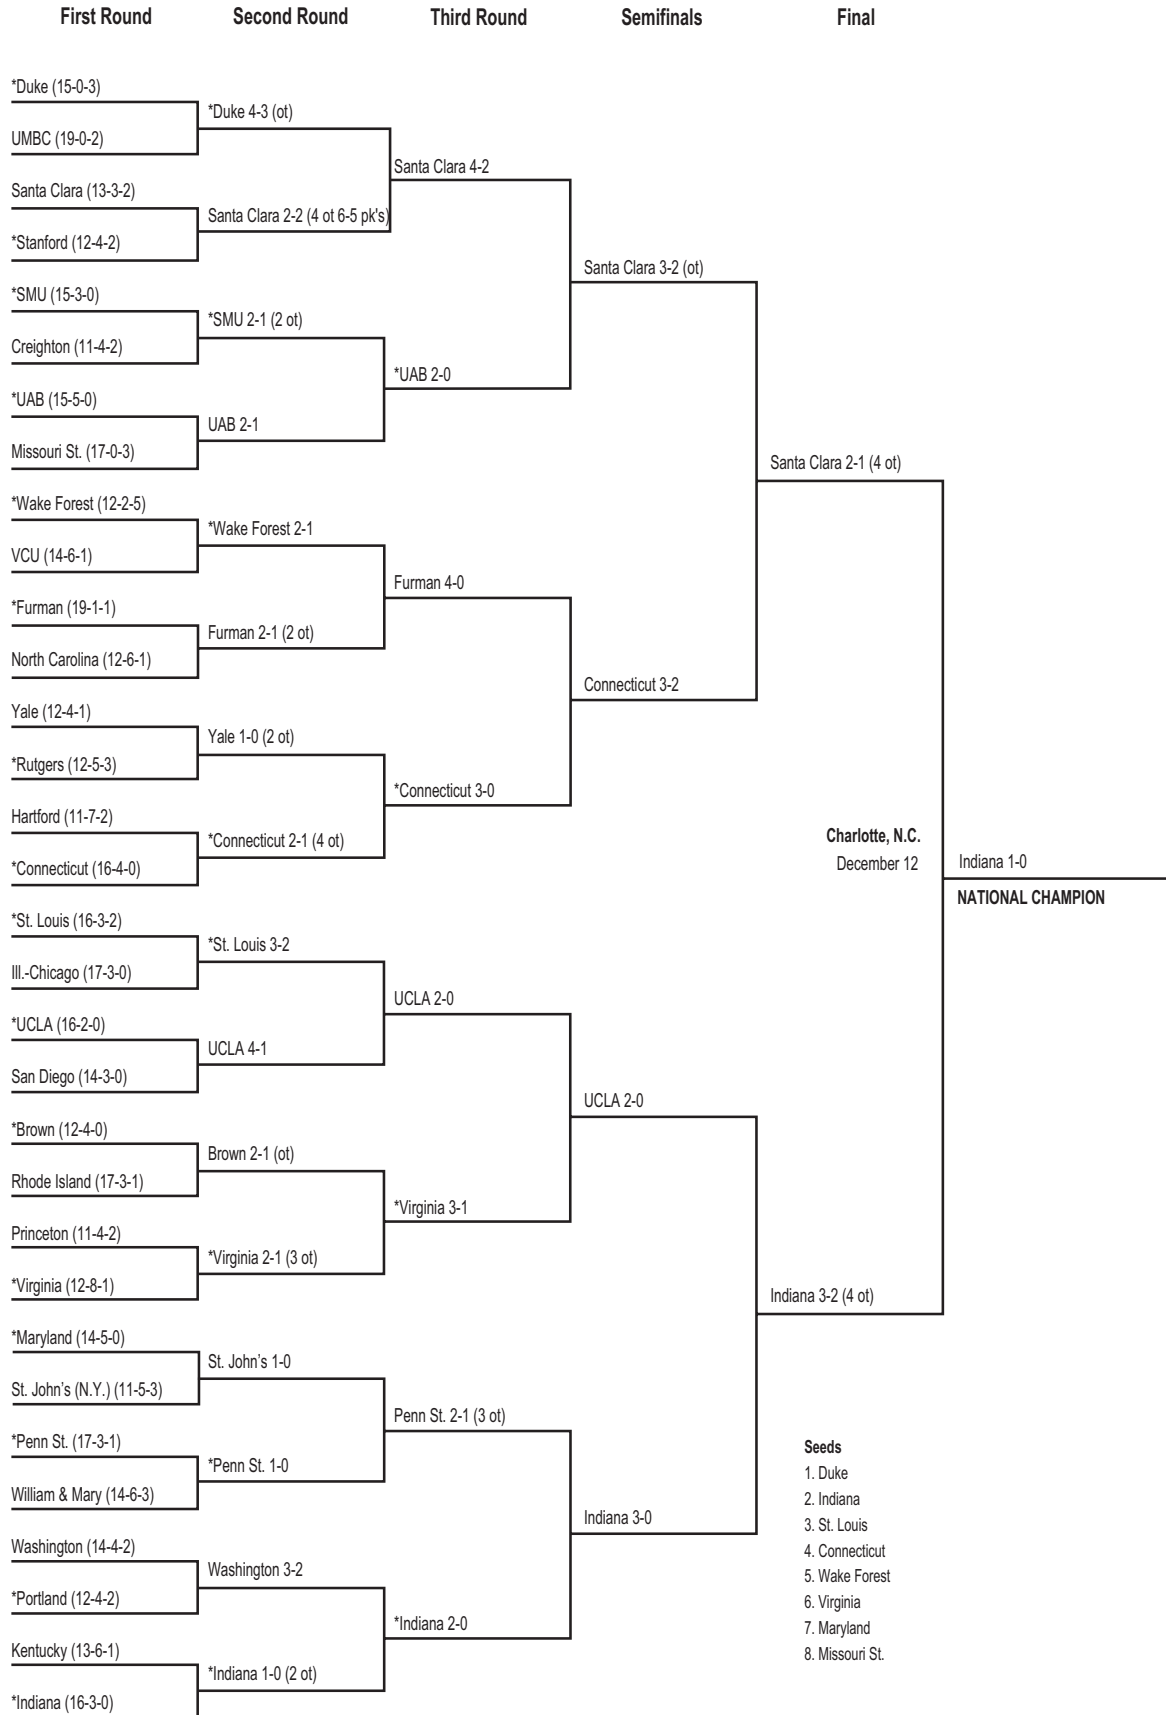 First Round
Second Round
Third Round
Semifinals
Final
*Duke (15-0-3)
UMBC (19-0-2)
Santa Clara (13-3-2)
*Stanford (12-4-2)
*SMU (15-3-0)
Creighton (11-4-2)
*UAB (15-5-0)
Missouri St. (17-0-3)
*Wake Forest (12-2-5)
VCU (14-6-1)
*Furman (19-1-1)
North Carolina (12-6-1)
Yale (12-4-1)
*Rutgers (12-5-3)
Hartford (11-7-2)
*Connecticut (16-4-0)
*St. Louis (16-3-2)
Ill.-Chicago (17-3-0)
*UCLA (16-2-0)
San Diego (14-3-0)
*Brown (12-4-0)
Rhode Island (17-3-1)
Princeton (11-4-2)
*Virginia (12-8-1)
*Maryland (14-5-0)
St. John's (N.Y.) (11-5-3)
*Penn St. (17-3-1)
William & Mary (14-6-3)
Washington (14-4-2)
*Portland (12-4-2)
Kentucky (13-6-1)
*Indiana (16-3-0)
*Duke 4-3 (ot)
Santa Clara 2-2 (4 ot 6-5 pk's)
*SMU 2-1 (2 ot)
UAB 2-1
*Wake Forest 2-1
Furman 2-1 (2 ot)
Yale 1-0 (2 ot)
*Connecticut 2-1 (4 ot)
*St. Louis 3-2
UCLA 4-1
Brown 2-1 (ot)
*Virginia 2-1 (3 ot)
St. John's 1-0
*Penn St. 1-0
Washington 3-2
*Indiana 1-0 (2 ot)
Santa Clara 4-2
*UAB 2-0
Furman 4-0
*Connecticut 3-0
UCLA 2-0
*Virginia 3-1
Penn St. 2-1 (3 ot)
*Indiana 2-0
Santa Clara 3-2 (ot)
Connecticut 3-2
UCLA 2-0
Indiana 3-0
Santa Clara 2-1 (4 ot)
Indiana 3-2 (4 ot)
Charlotte, N.C.
December 12
Indiana 1-0
NATIONAL CHAMPION
Seeds
1. Duke
2. Indiana
3. St. Louis
4. Connecticut
5. Wake Forest
6. Virginia
7. Maryland
8. Missouri St.